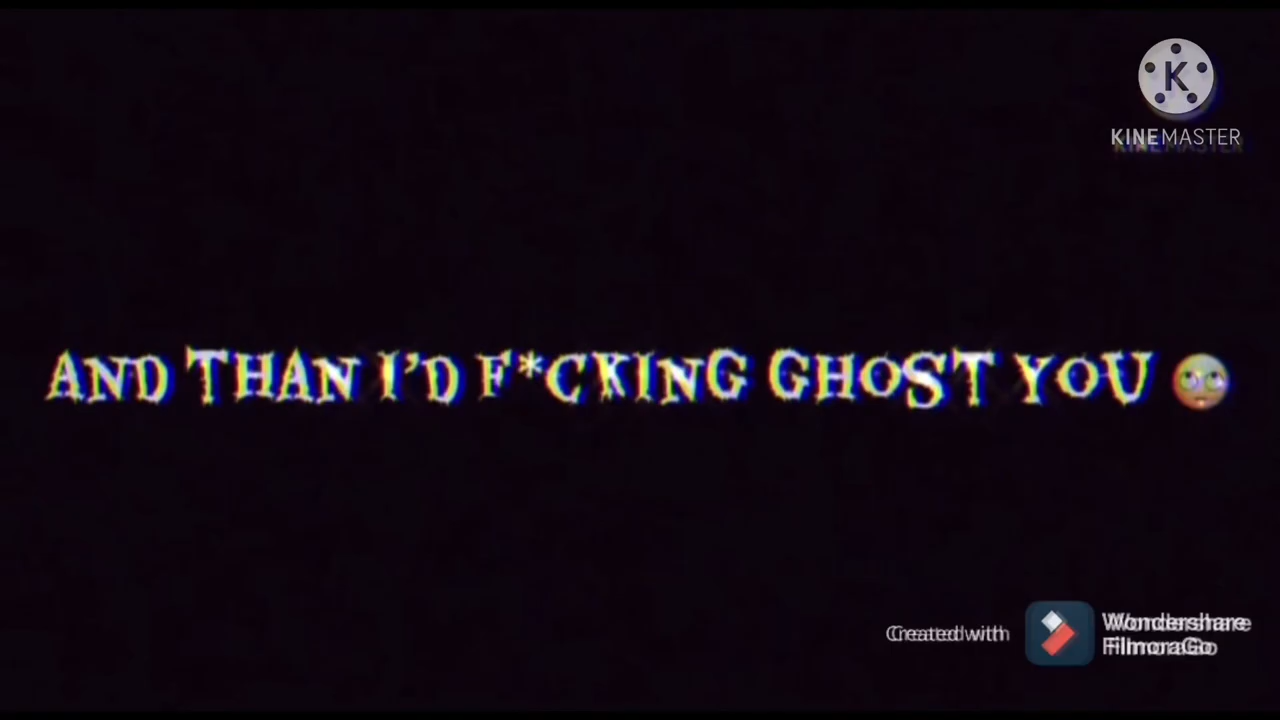 K
KINEMASTER
AND THAN I'D F*CKING GHOST YOU 🙄
Created with
Wondershare
FilmoraGo